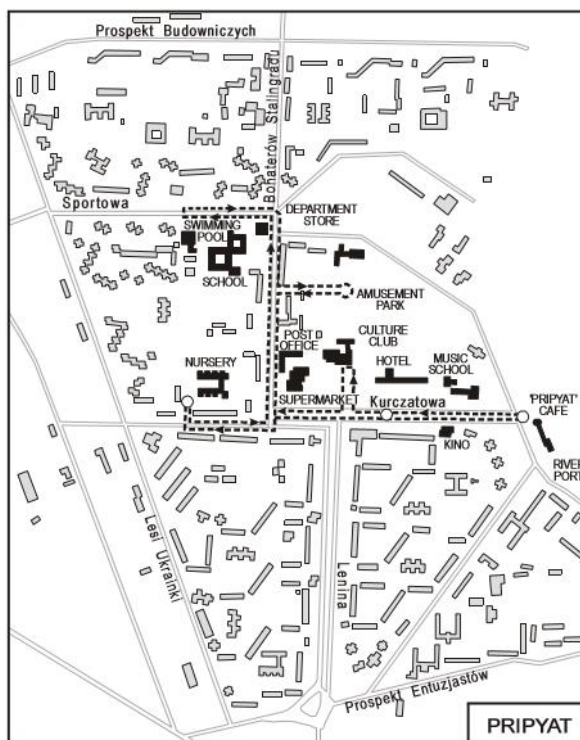 Prospekt Budowniczych
Bohaterów Stalingradu
Sportowa
DEPARTMENT
STORE
SWIMMING
POOL
SCHOOL
AMUSEMENT
PARK
POST
OFFICE
CULTURE
CLUB
HOTEL
MUSIC
SCHOOL
NURSERY
SUPERMARKET
Kurczatowa
'PRIPYAT'
CAFE
KINO
RIVER
PORT
Lesi Ukrainki
Lenina
Prospekt Entuzjastów
PRIPYAT